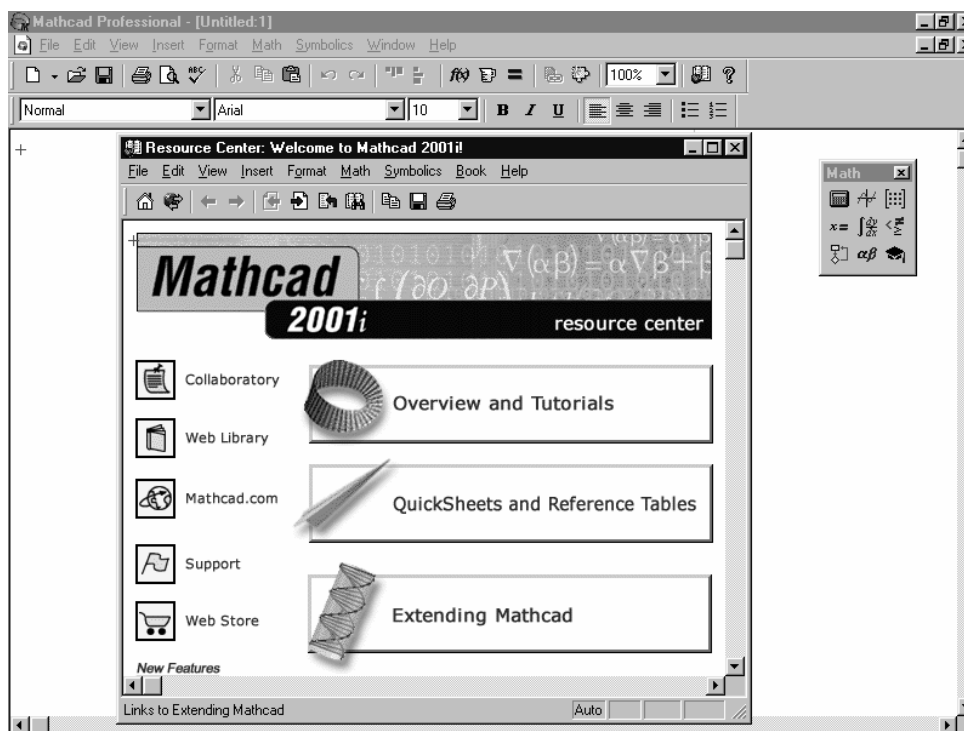 Mathcad Professional - [Untitled:1]
File Edit View Insert Format Math Symbolics Window Help
100%
Normal Arial 10 B I U
Resource Center: Welcome to Mathcad 2001i!
Math
File Edit View Insert Format Math Symbolics Book Help
αβ
Mathcad
∇(αβ)=α∇β+β
2001i resource center
Collaboratory
Overview and Tutorials
Web Library
Mathcad.com
QuickSheets and Reference Tables
Support
Extending Mathcad
Web Store
New Features
Links to Extending Mathcad Auto